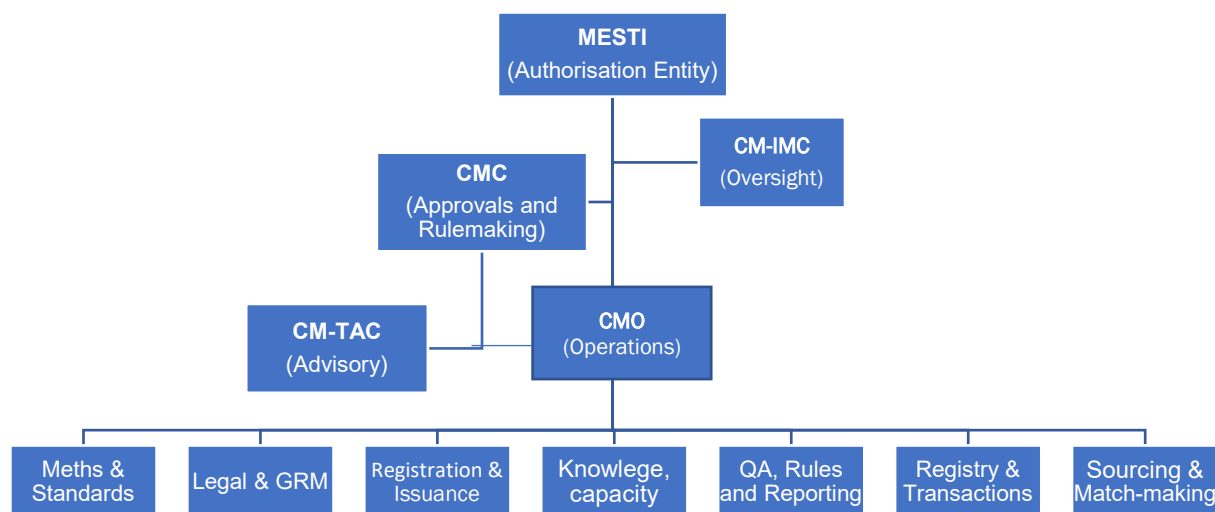 MESTI
(Authorisation Entity)
CM-IMC
(Oversight)
CMC
(Approvals and
Rulemaking)
CMO
(Operations)
CM-TAC
(Advisory)
Meths &
Standards
Legal & GRM
Registration &
Issuance
Knowlege,
capacity
QA, Rules
and Reporting
Registry &
Transactions
Sourcing &
Match-making